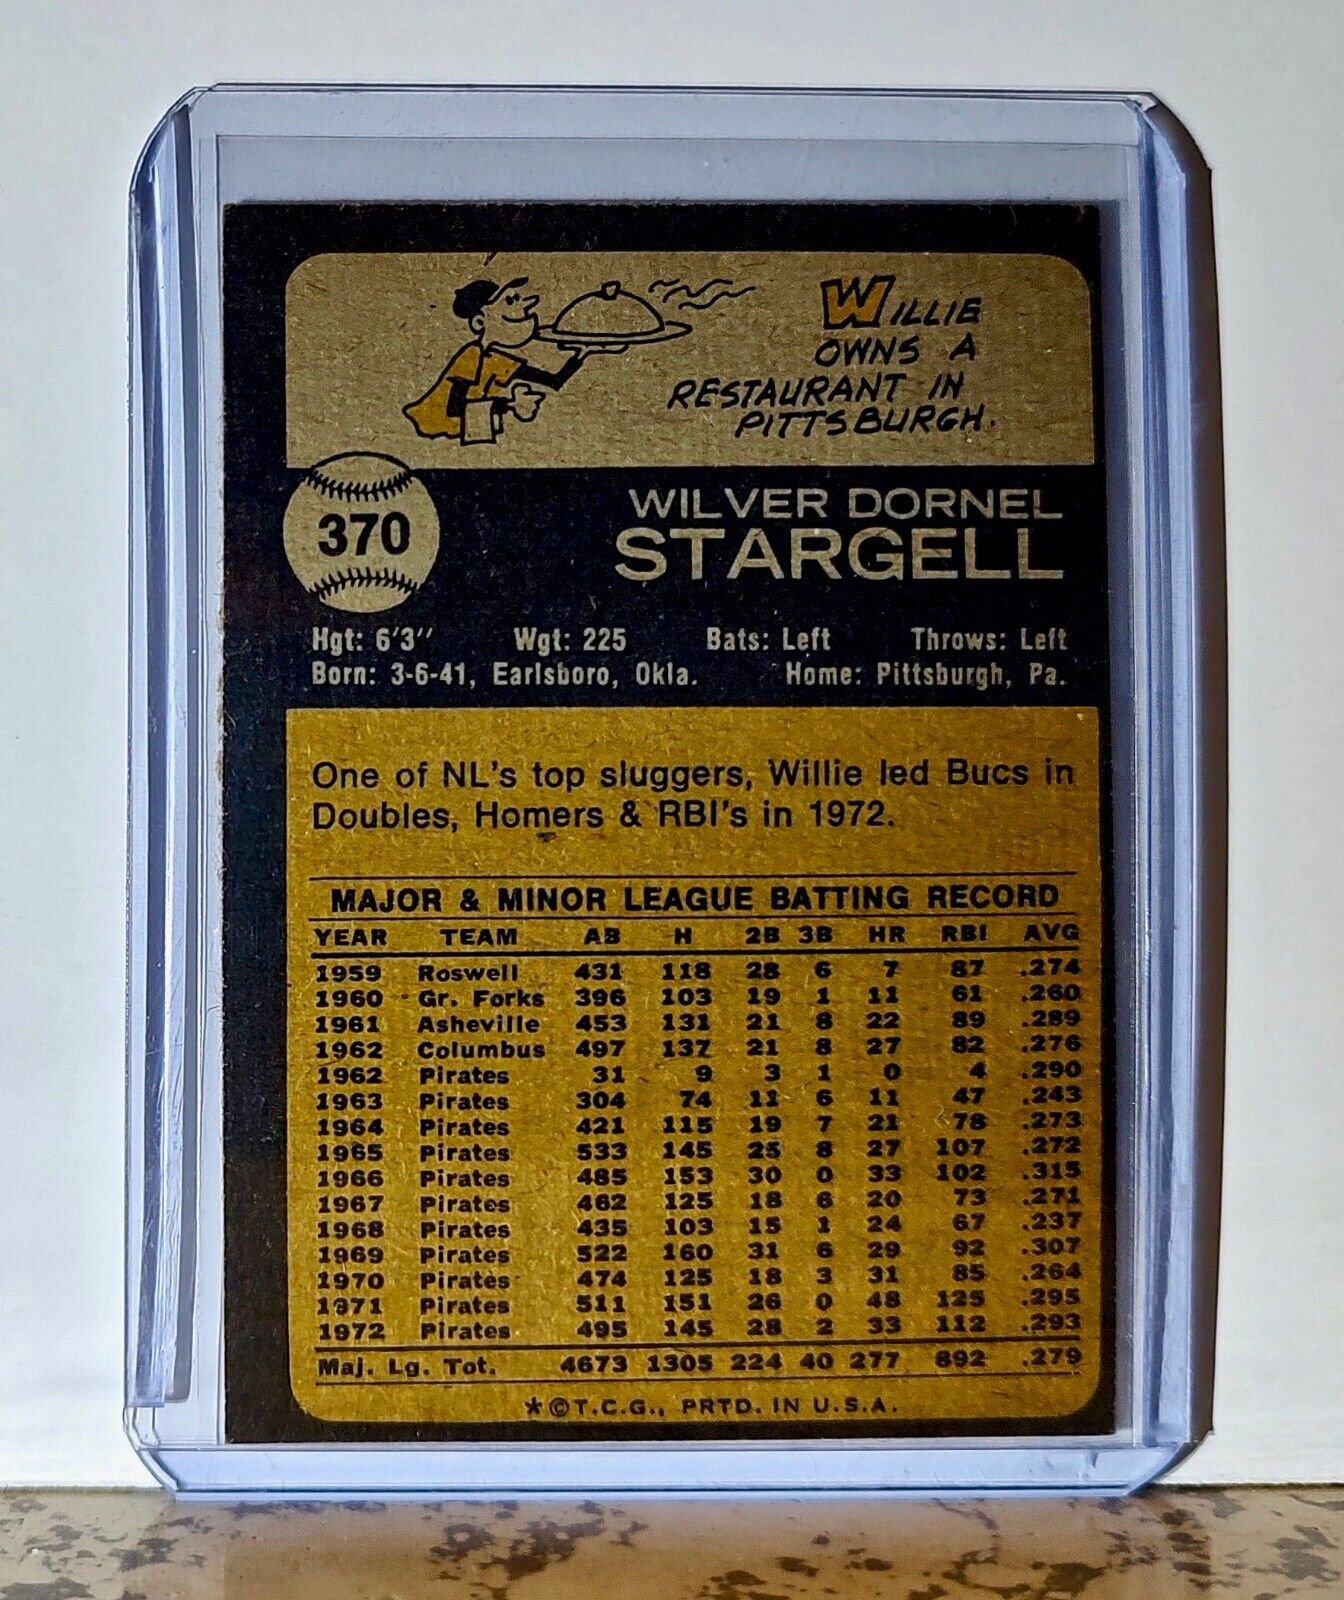 WILLIE
OWNS A
RESTAURANT IN
PITTSBURGH.
370
WILVER DORNEL
STARGELL
Hgt: 6'3" Wgt: 225 Bats: Left Throws: Left
Born: 3-6-41, Earlsboro, Okla. Home: Pittsburgh, Pa.
One of NL's top sluggers, Willie led Bucs in
Doubles, Homers & RBI's in 1972.
MAJOR & MINOR LEAGUE BATTING RECORD
YEAR TEAM AB H 2B 3B HR RBI AVG
1959 Roswell 431 118 28 6 7 87 .274
1960 Gr. Forks 396 103 19 1 11 61 .260
1961 Asheville 453 131 21 8 22 89 .289
1962 Columbus 497 137 21 8 27 82 .276
1962 Pirates 31 9 3 1 0 4 .290
1963 Pirates 304 74 11 6 11 47 .243
1964 Pirates 421 115 19 7 21 78 .273
1965 Pirates 533 145 25 8 27 107 .272
1966 Pirates 485 153 30 0 33 102 .315
1967 Pirates 462 125 18 6 20 73 .271
1968 Pirates 435 103 15 1 24 67 .237
1969 Pirates 522 160 31 6 29 92 .307
1970 Pirates 474 125 18 3 31 85 .264
1971 Pirates 511 151 26 0 48 125 .295
1972 Pirates 495 145 28 2 33 112 .293
Maj. Lg. Tot. 4673 1305 224 40 277 892 .279
*©T.C.G., PRTD. IN U.S.A.